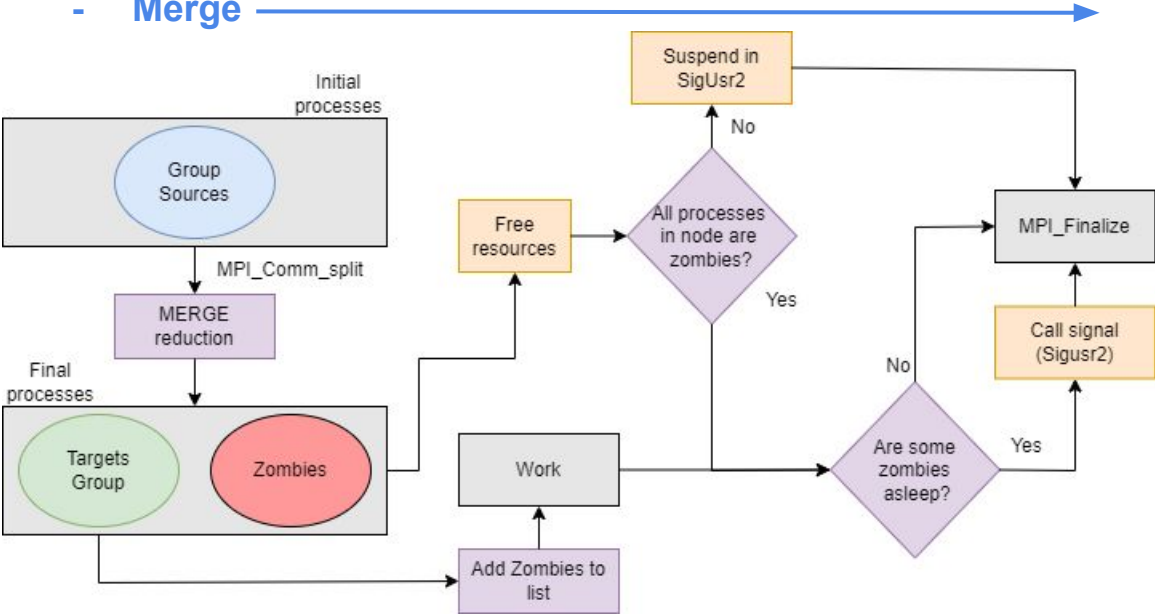 - Merge
Initial
processes
Group
Sources
MPI_Comm_split
MERGE
reduction
Final
processes
Targets
Group
Zombies
Free
resources
All processes
in node are
zombies?
No
Suspend in
SigUsr2
Yes
Work
Add Zombies to
list
Are some
zombies
asleep?
No
Yes
Call signal
(Sigusr2)
MPI_Finalize